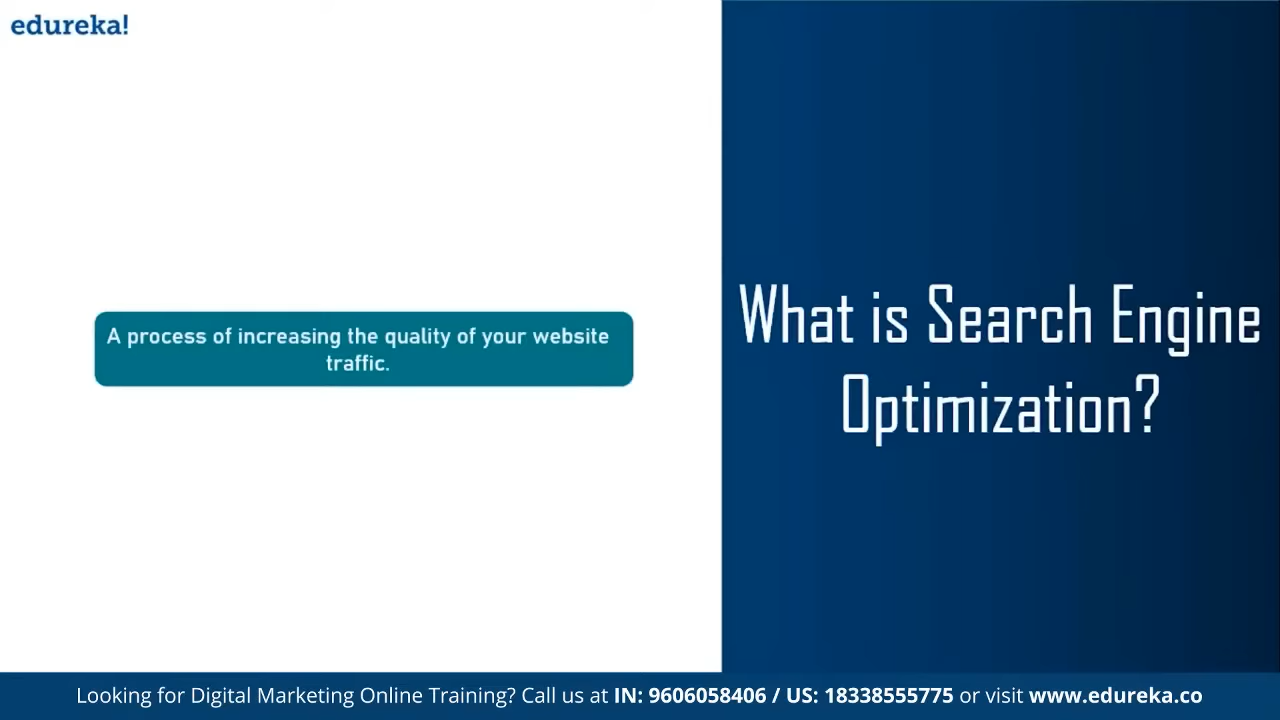 edureka!
A process of increasing the quality of your website
traffic.
What is Search Engine
Optimization?
Looking for Digital Marketing Online Training? Call us at IN: 9606058406 / US: 18338555775 or visit www.edureka.co